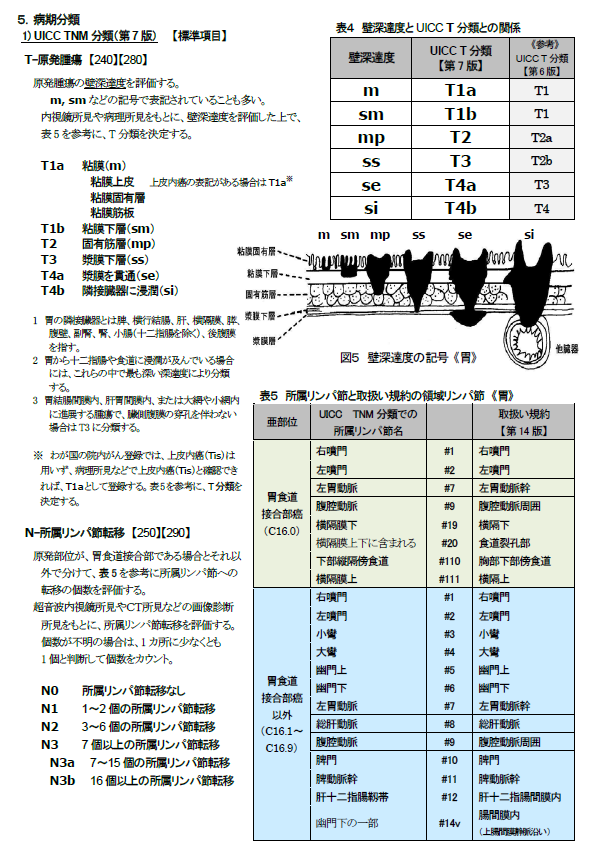 5. 病期分類
1) UICC TNM 分類(第7版) 【標準項目】
T-原発腫瘍 【240】【280】
原発腫瘍の壁深達度を評価する。
m, sm などの記号で表記されていることも多い。
内視鏡所見や病理所見をもとに、壁深達度を評価した上で、
表5を参考に、T 分類を決定する。
T1a 粘膜(m)
粘膜上皮 上皮内癌の表記がある場合は T1a※
粘膜固有層
粘膜筋板
T1b 粘膜下層(sm)
T2 固有筋層(mp)
T3 漿膜下層(ss)
T4a 漿膜を貫通(se)
T4b 隣接臓器に浸潤(si)
1 胃の隣接臓器とは脾、横行結腸、肝、横隔膜、膵、
腹壁、副腎、腎、小腸(十二指腸を除く)、後腹膜
を指す。
2 胃から十二指腸や食道に浸潤が及んでいる場合
には、これらの中で最も深い深達度により分類
する。
3 胃結腸間膜内、肝胃間膜内、または大網や小網内
に進展する腫瘍で、臓側腹膜の穿孔を伴わない
場合は T3 に分類する。
※ わが国の院内がん登録では、上皮内癌(Tis)は
用いず、病理所見などで上皮内癌(Tis)と確認でき
れば、T1aとして登録する。表5を参考に、T 分類を
決定する。
N-所属リンパ節転移 【250】【290】
原発部位が、胃食道接合部である場合とそれ以
外で分けて、表5を参考に所属リンパ節への
転移の個数を評価する。
超音波内視鏡所見やCT所見などの画像診断
所見をもとに、所属リンパ節転移を評価する。
個数が不明の場合は、1カ所に少なくとも
1個と判断して個数をカウント。
N0 所属リンパ節転移なし
N1 1~2 個の所属リンパ節転移
N2 3~6 個の所属リンパ節転移
N3 7 個以上の所属リンパ節転移
N3a 7~15 個の所属リンパ節転移
N3b 16 個以上の所属リンパ節転移
表4 壁深達度と UICC T 分類との関係
壁深達度 UICC T 分類 【第7版】 《参考》 UICC T 分類 【第6版】
m T1a T1
sm T1b T1
mp T2 T2a
ss T3 T2b
se T4a T3
si T4b T4
m sm mp ss se si
粘膜固有層
粘膜下層
固有筋層
漿膜下層
漿膜層
他臓器
図5 壁深達度の記号《胃》
表5 所属リンパ節と取扱い規約の領域リンパ節 《胃》
亜部位 UICC TNM 分類での 所属リンパ節名 取扱い規約 【第14版】
胃食道
接合部癌
(C16.0)
右噴門 #1 右噴門
左噴門 #2 左噴門
左胃動脈 #7 左胃動脈幹
腹腔動脈 #9 腹腔動脈周囲
横隔膜下 #19 横隔下
横隔膜上下に含まれる #20 食道裂孔部
下部縦隔傍食道 #110 胸部下部傍食道
横隔膜上 #111 横隔上
胃食道
接合部癌
以外
(C16.1~
C16.9)
右噴門 #1 右噴門
左噴門 #2 左噴門
小彎 #3 小彎
大彎 #4 大彎
幽門上 #5 幽門上
幽門下 #6 幽門下
左胃動脈 #7 左胃動脈幹
総肝動脈 #8 総肝動脈
腹腔動脈 #9 腹腔動脈周囲
脾門 #10 脾門
脾動脈幹 #11 脾動脈幹
肝十二指腸靱帯 #12 肝十二指腸間膜内
幽門下の一部 #14v 腸間膜内
(上腸間膜静脈沿い)